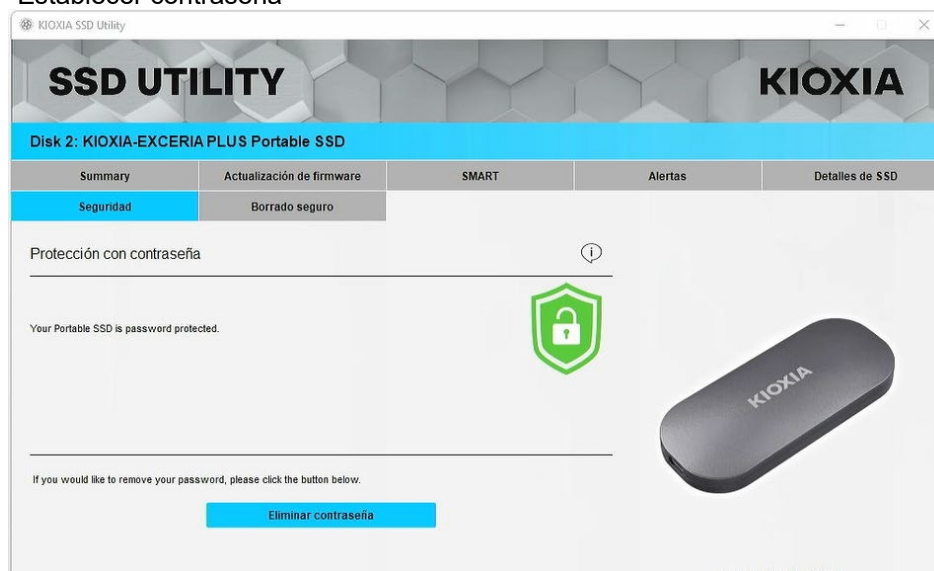 Establecer contraseña
KIOXIA SSD Utility
SSD UTILITY
KIOXIA
Disk 2: KIOXIA-EXCERIA PLUS Portable SSD
Summary
Actualización de firmware
SMART
Alertas
Detalles de SSD
Seguridad
Borrado seguro
Protección con contraseña
i
Your Portable SSD is password protected.
KIOXIA
If you would like to remove your password, please click the button below.
Eliminar contraseña